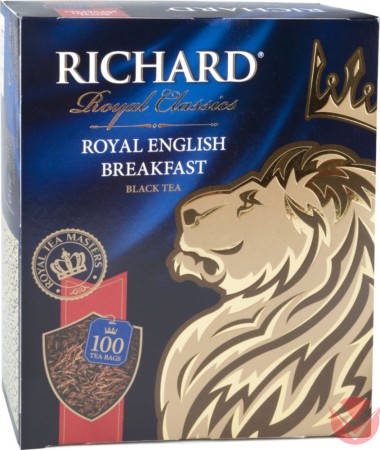 RICHARD®
Royal Classics
ROYAL ENGLISH
BREAKFAST
BLACK TEA
ROYAL TEA MASTERS
100
TEA BAGS